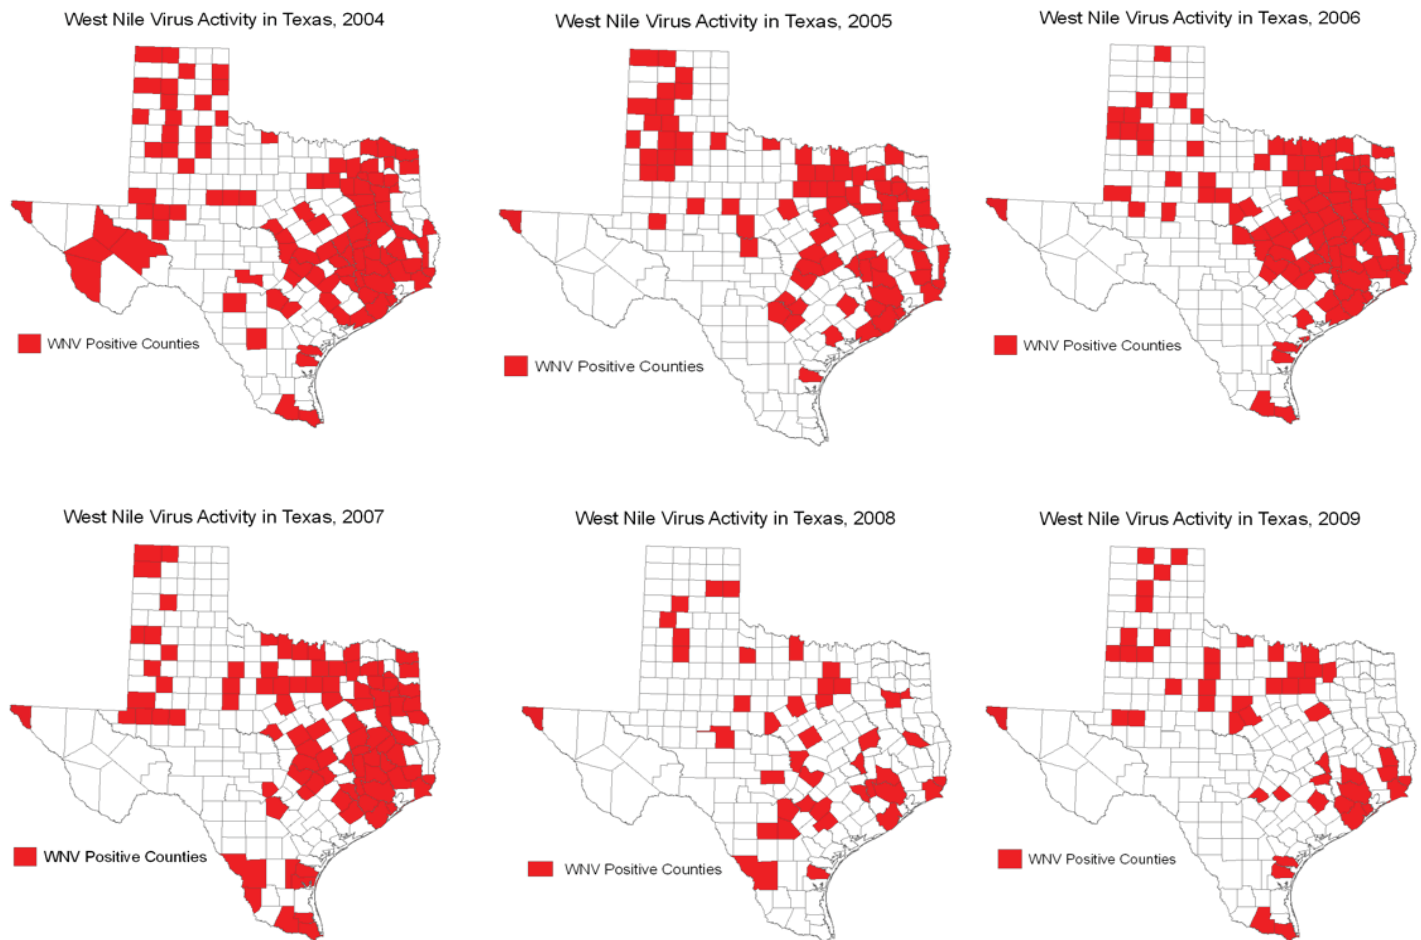 West Nile Virus Activity in Texas, 2004
West Nile Virus Activity in Texas, 2005
West Nile Virus Activity in Texas, 2006
WNV Positive Counties
WNV Positive Counties
WNV Positive Counties
West Nile Virus Activity in Texas, 2007
West Nile Virus Activity in Texas, 2008
West Nile Virus Activity in Texas, 2009
WNV Positive Counties
WNV Positive Counties
WNV Positive Counties